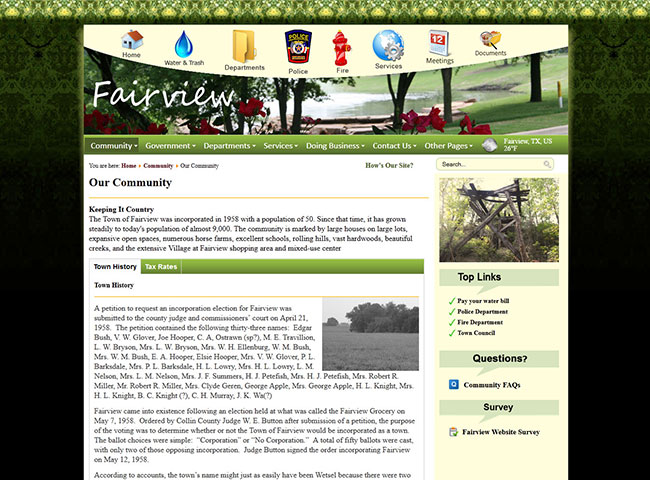 Home
Water & Trash
Departments
POLICE
Police
Fire
Services
12
Meetings
Documents
Fairview
Community Government Departments Services Doing Business Contact Us Other Pages
Fairview, TX, US
26°F
You are here: Home Community Our Community
How's Our Site?
Search...
Our Community
Keeping It Country
The Town of Fairview was incorporated in 1958 with a population of 50. Since that time, it has grown
steadily to today's population of almost 9,000. The community is marked by large houses on large lots,
expansive open spaces, numerous horse farms, excellent schools, rolling hills, vast hardwoods, beautiful
creeks, and the extensive Village at Fairview shopping area and mixed-use center
Town History Tax Rates
Town History
A petition to request an incorporation election for Fairview was
submitted to the county judge and commissioners' court on April 21,
1958. The petition contained the following thirty-three names: Edgar
Bush, V. W. Glover, Joe Hooper, C. A, Ostrawn (sp?), M. E. Travillion,
L. W. Bryson, Mrs. L. W. Bryson, Mrs. W. H. Ellenburg, W. M. Bush,
Mrs. W. M. Bush, E. A. Hooper, Elsie Hooper, Mrs. V. W. Glover, P. L.
Barksdale, Mrs. P. L. Barksdale, H. L. Lowry, Mrs. H. L. Lowry, L. M.
Nelson, Mrs. L. M. Nelson, Mrs. J. F. Summers, H. J. Petefish, Mrs. H. J. Petefish, Mrs. Robert R.
Miller, Mr. Robert R. Miller, Mrs. Clyde Geren, George Apple, Mrs. George Apple, H. L. Knight, Mrs.
H. L. Knight, B. C. Knight (?), C. H. Murray, J. K. Wa(?)
Fairview came into existence following an election held at what was called the Fairview Grocery on
May 7, 1958. Ordered by Collin County Judge W. E. Button after submission of a petition, the purpose
of the voting was to determine whether or not the Town of Fairview would be incorporated as a town.
The ballot choices were simple: "Corporation" or "No Corporation." A total of fifty ballots were cast,
with only two of those opposing incorporation. Judge Button signed the order incorporating Fairview
on May 12, 1958.
According to accounts, the town's name might just as easily have been Wetsel because there were two
Top Links
Pay your water bill
Police Department
Fire Department
Town Council
Questions?
Q Community FAQs
Survey
Fairview Website Survey